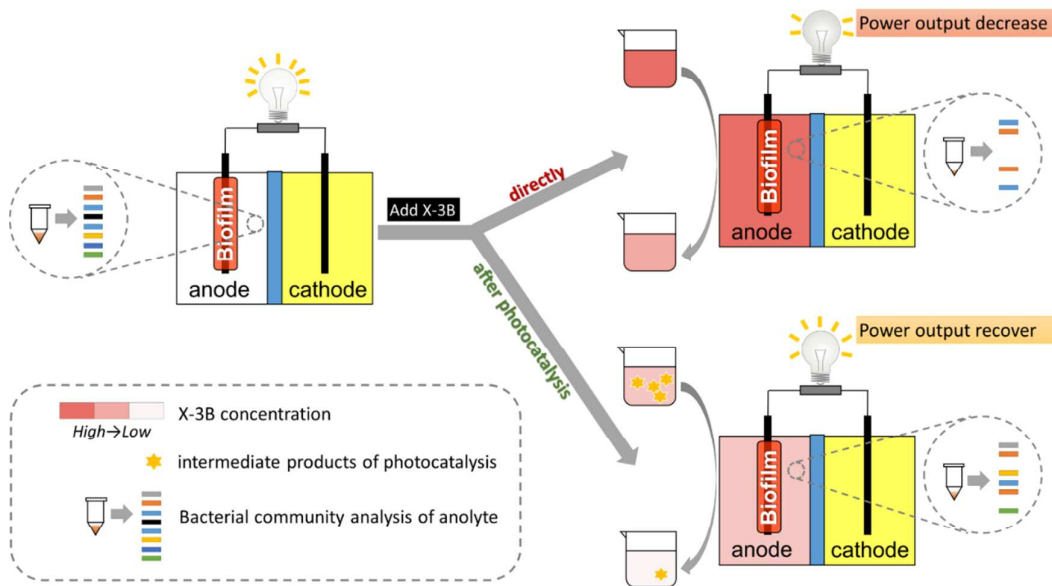 Power output decrease
Biofilm
anode
cathode
Add X-3B
directly
after photocatalysis
Biofilm
anode
cathode
Power output recover
Biofilm
anode
cathode
X-3B concentration
High→Low
intermediate products of photocatalysis
Bacterial community analysis of anolyte